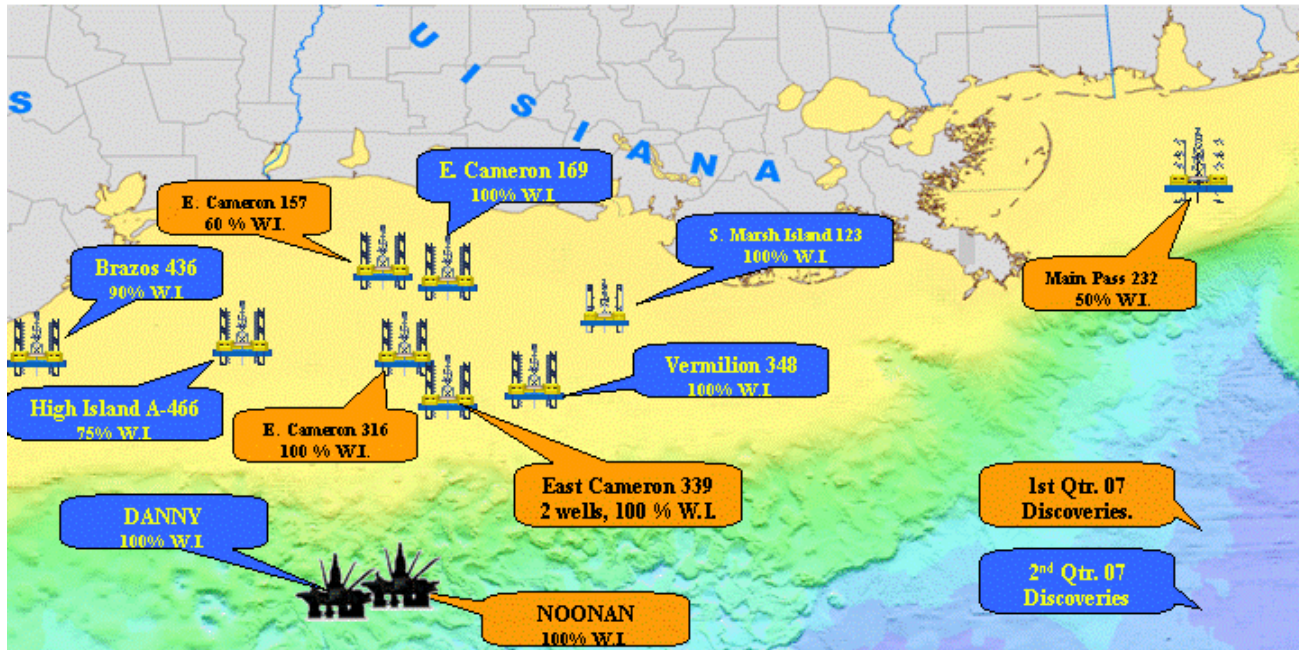 S
U I S I A N A
E. Cameron 169
100% W.I.
E. Cameron 157
60 % W.I.
S. Marsh Island 123
100% W.I.
Brazos 436
90% W.I.
Main Pass 232
50% W.I.
Vermilion 348
100% W.I.
High Island A-466
75% W.I.
E. Cameron 316
100 % W.I.
East Cameron 339
2 wells, 100 % W.I.
1st Qtr. 07
Discoveries.
DANNY
100% W.I.
2nd Qtr. 07
Discoveries
NOONAN
100% W.I.